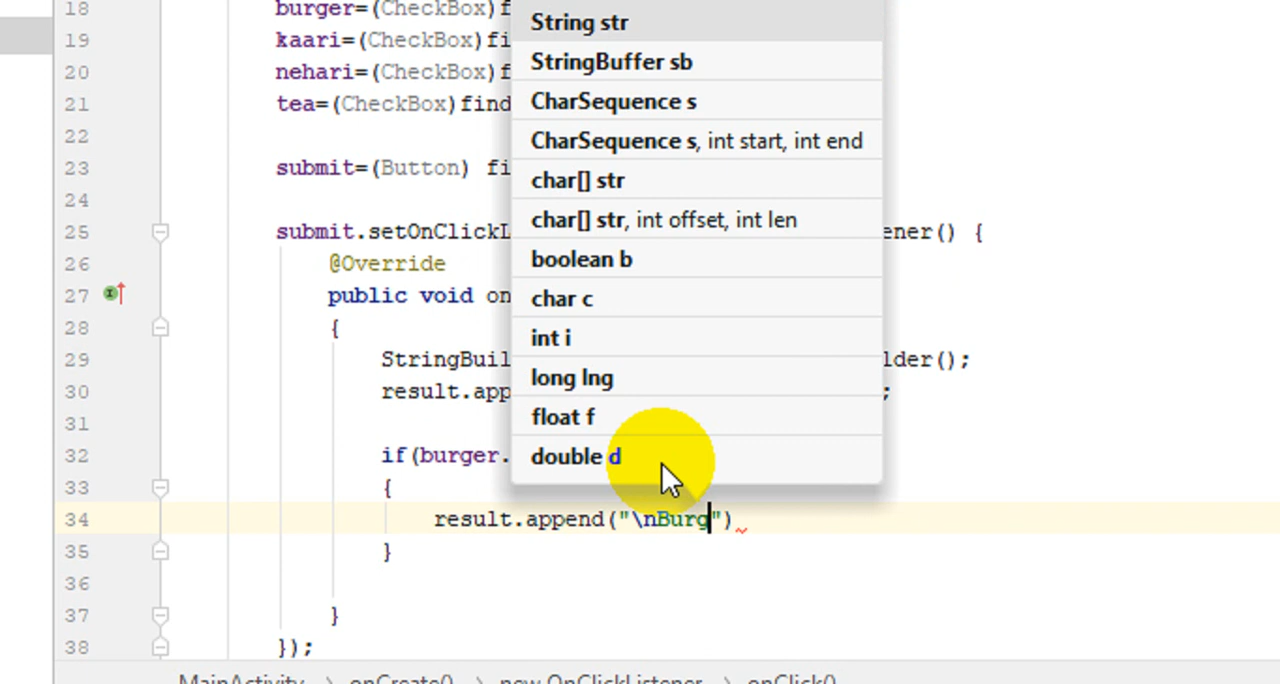 18 burger=(CheckBox)f
19 kaari=(CheckBox)fi
20 nehari=(CheckBox)f
21 tea=(CheckBox)find
22
23 submit=(Button) fi
24
25 submit.setOnClickL ener() {
26 @Override
27 public void on
28 {
29 StringBuil lder();
30 result.app ;
31
32 if(burger.
33 {
34 result.append("\nBurg")
35 }
36
37 }
38 });
String str
StringBuffer sb
CharSequence s
CharSequence s, int start, int end
char[] str
char[] str, int offset, int len
boolean b
char c
int i
long lng
float f
double d
MainActivity › onCreate() › new OnClickListener › onClick()